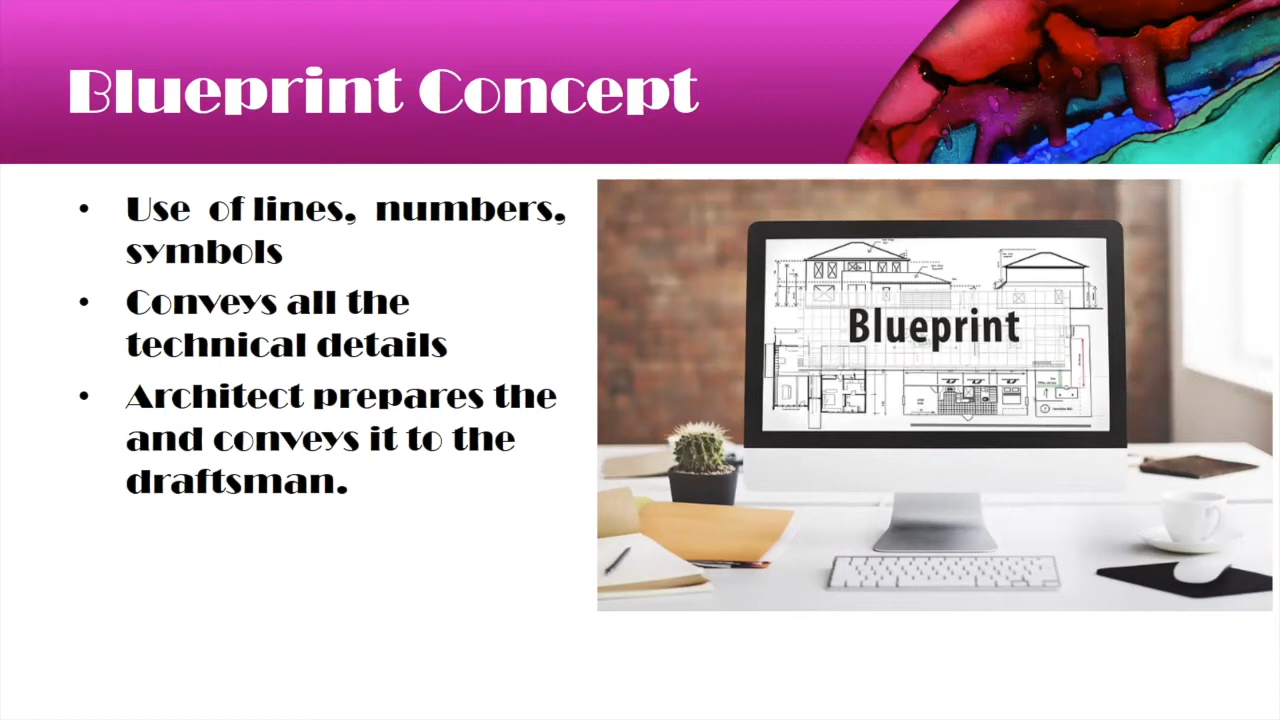 Blueprint Concept
• Use of lines, numbers,
symbols
• Conveys all the
technical details
• Architect prepares the
and conveys it to the
draftsman.
Blueprint